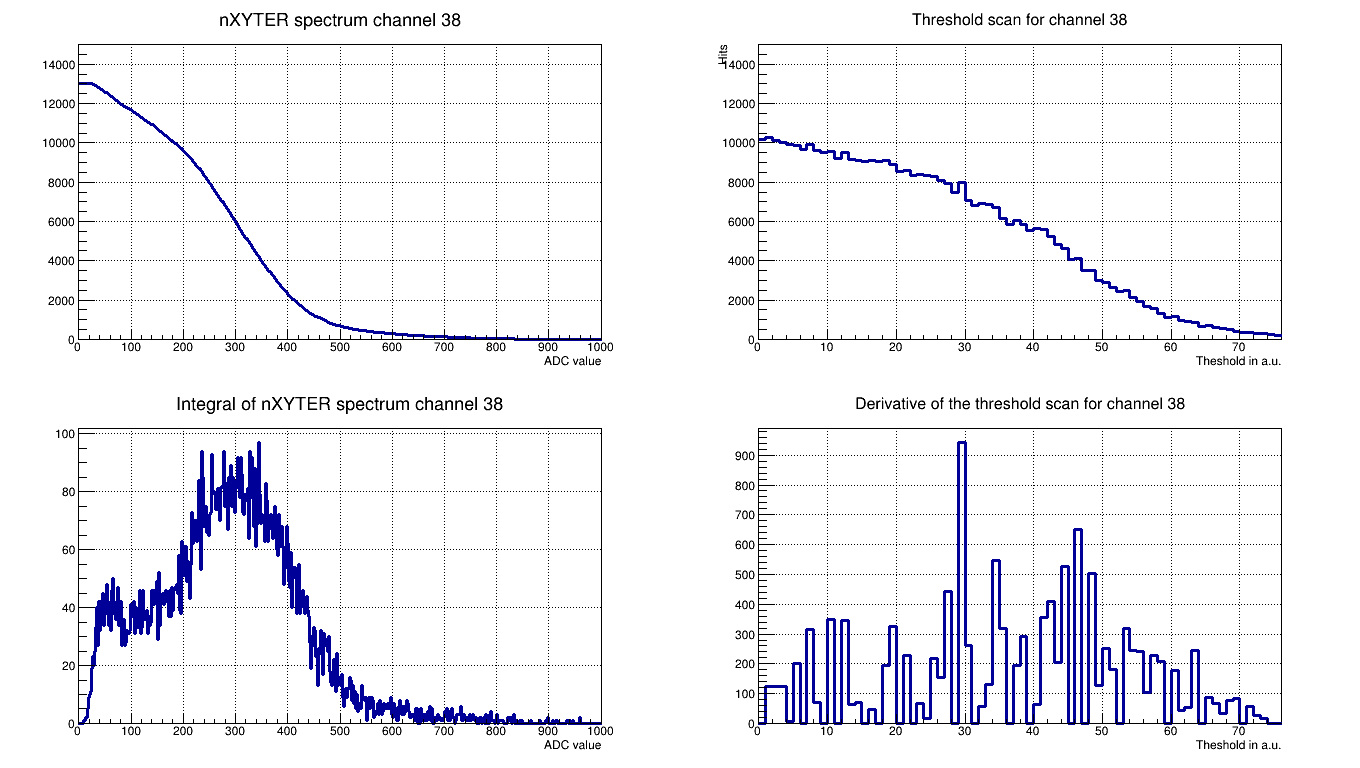 nXYTER spectrum channel 38
14000
12000
10000
8000
6000
4000
2000
0
0 100 200 300 400 500 600 700 800 900 1000
ADC value
Threshold scan for channel 38
Hits
14000
12000
10000
8000
6000
4000
2000
0
0 10 20 30 40 50 60 70
Theshold in a.u.
Integral of nXYTER spectrum channel 38
100
80
60
40
20
0
0 100 200 300 400 500 600 700 800 900 1000
ADC value
Derivative of the threshold scan for channel 38
900
800
700
600
500
400
300
200
100
0
0 10 20 30 40 50 60 70
Theshold in a.u.